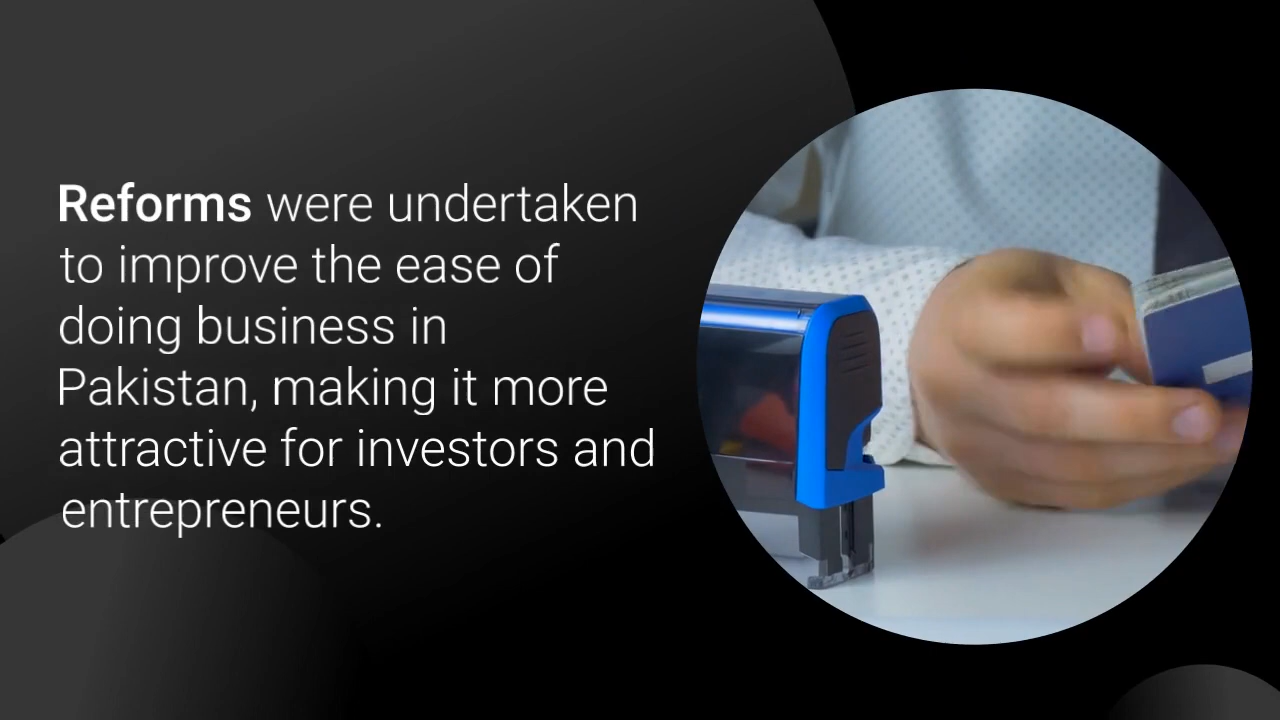 Reforms were undertaken
to improve the ease of
doing business in
Pakistan, making it more
attractive for investors and
entrepreneurs.